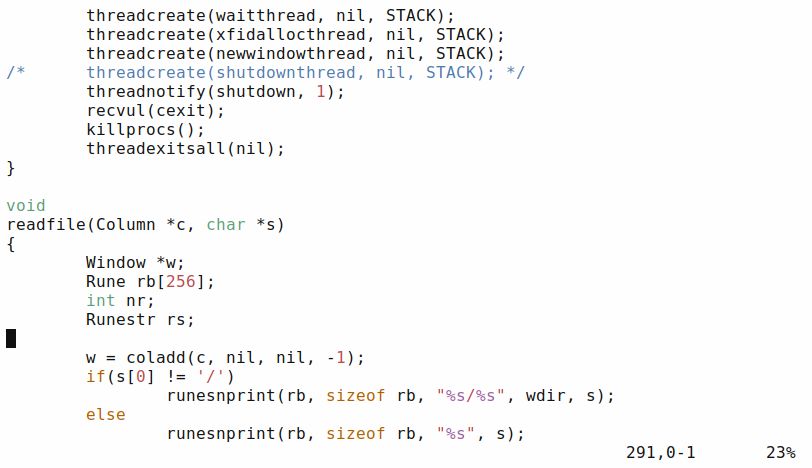 threadcreate(waitthread, nil, STACK);
threadcreate(xfidallocthread, nil, STACK);
threadcreate(newwindowthread, nil, STACK);
/*      threadcreate(shutdownthread, nil, STACK); */
threadnotify(shutdown, 1);
recvul(cexit);
killprocs();
threadexitsall(nil);
}
void
readfile(Column *c, char *s)
{
Window *w;
Rune rb[256];
int nr;
Runestr rs;
w = coladd(c, nil, nil, -1);
if(s[0] != '/')
runesnprint(rb, sizeof rb, "%s/%s", wdir, s);
else
runesnprint(rb, sizeof rb, "%s", s);
291,0-1       23%